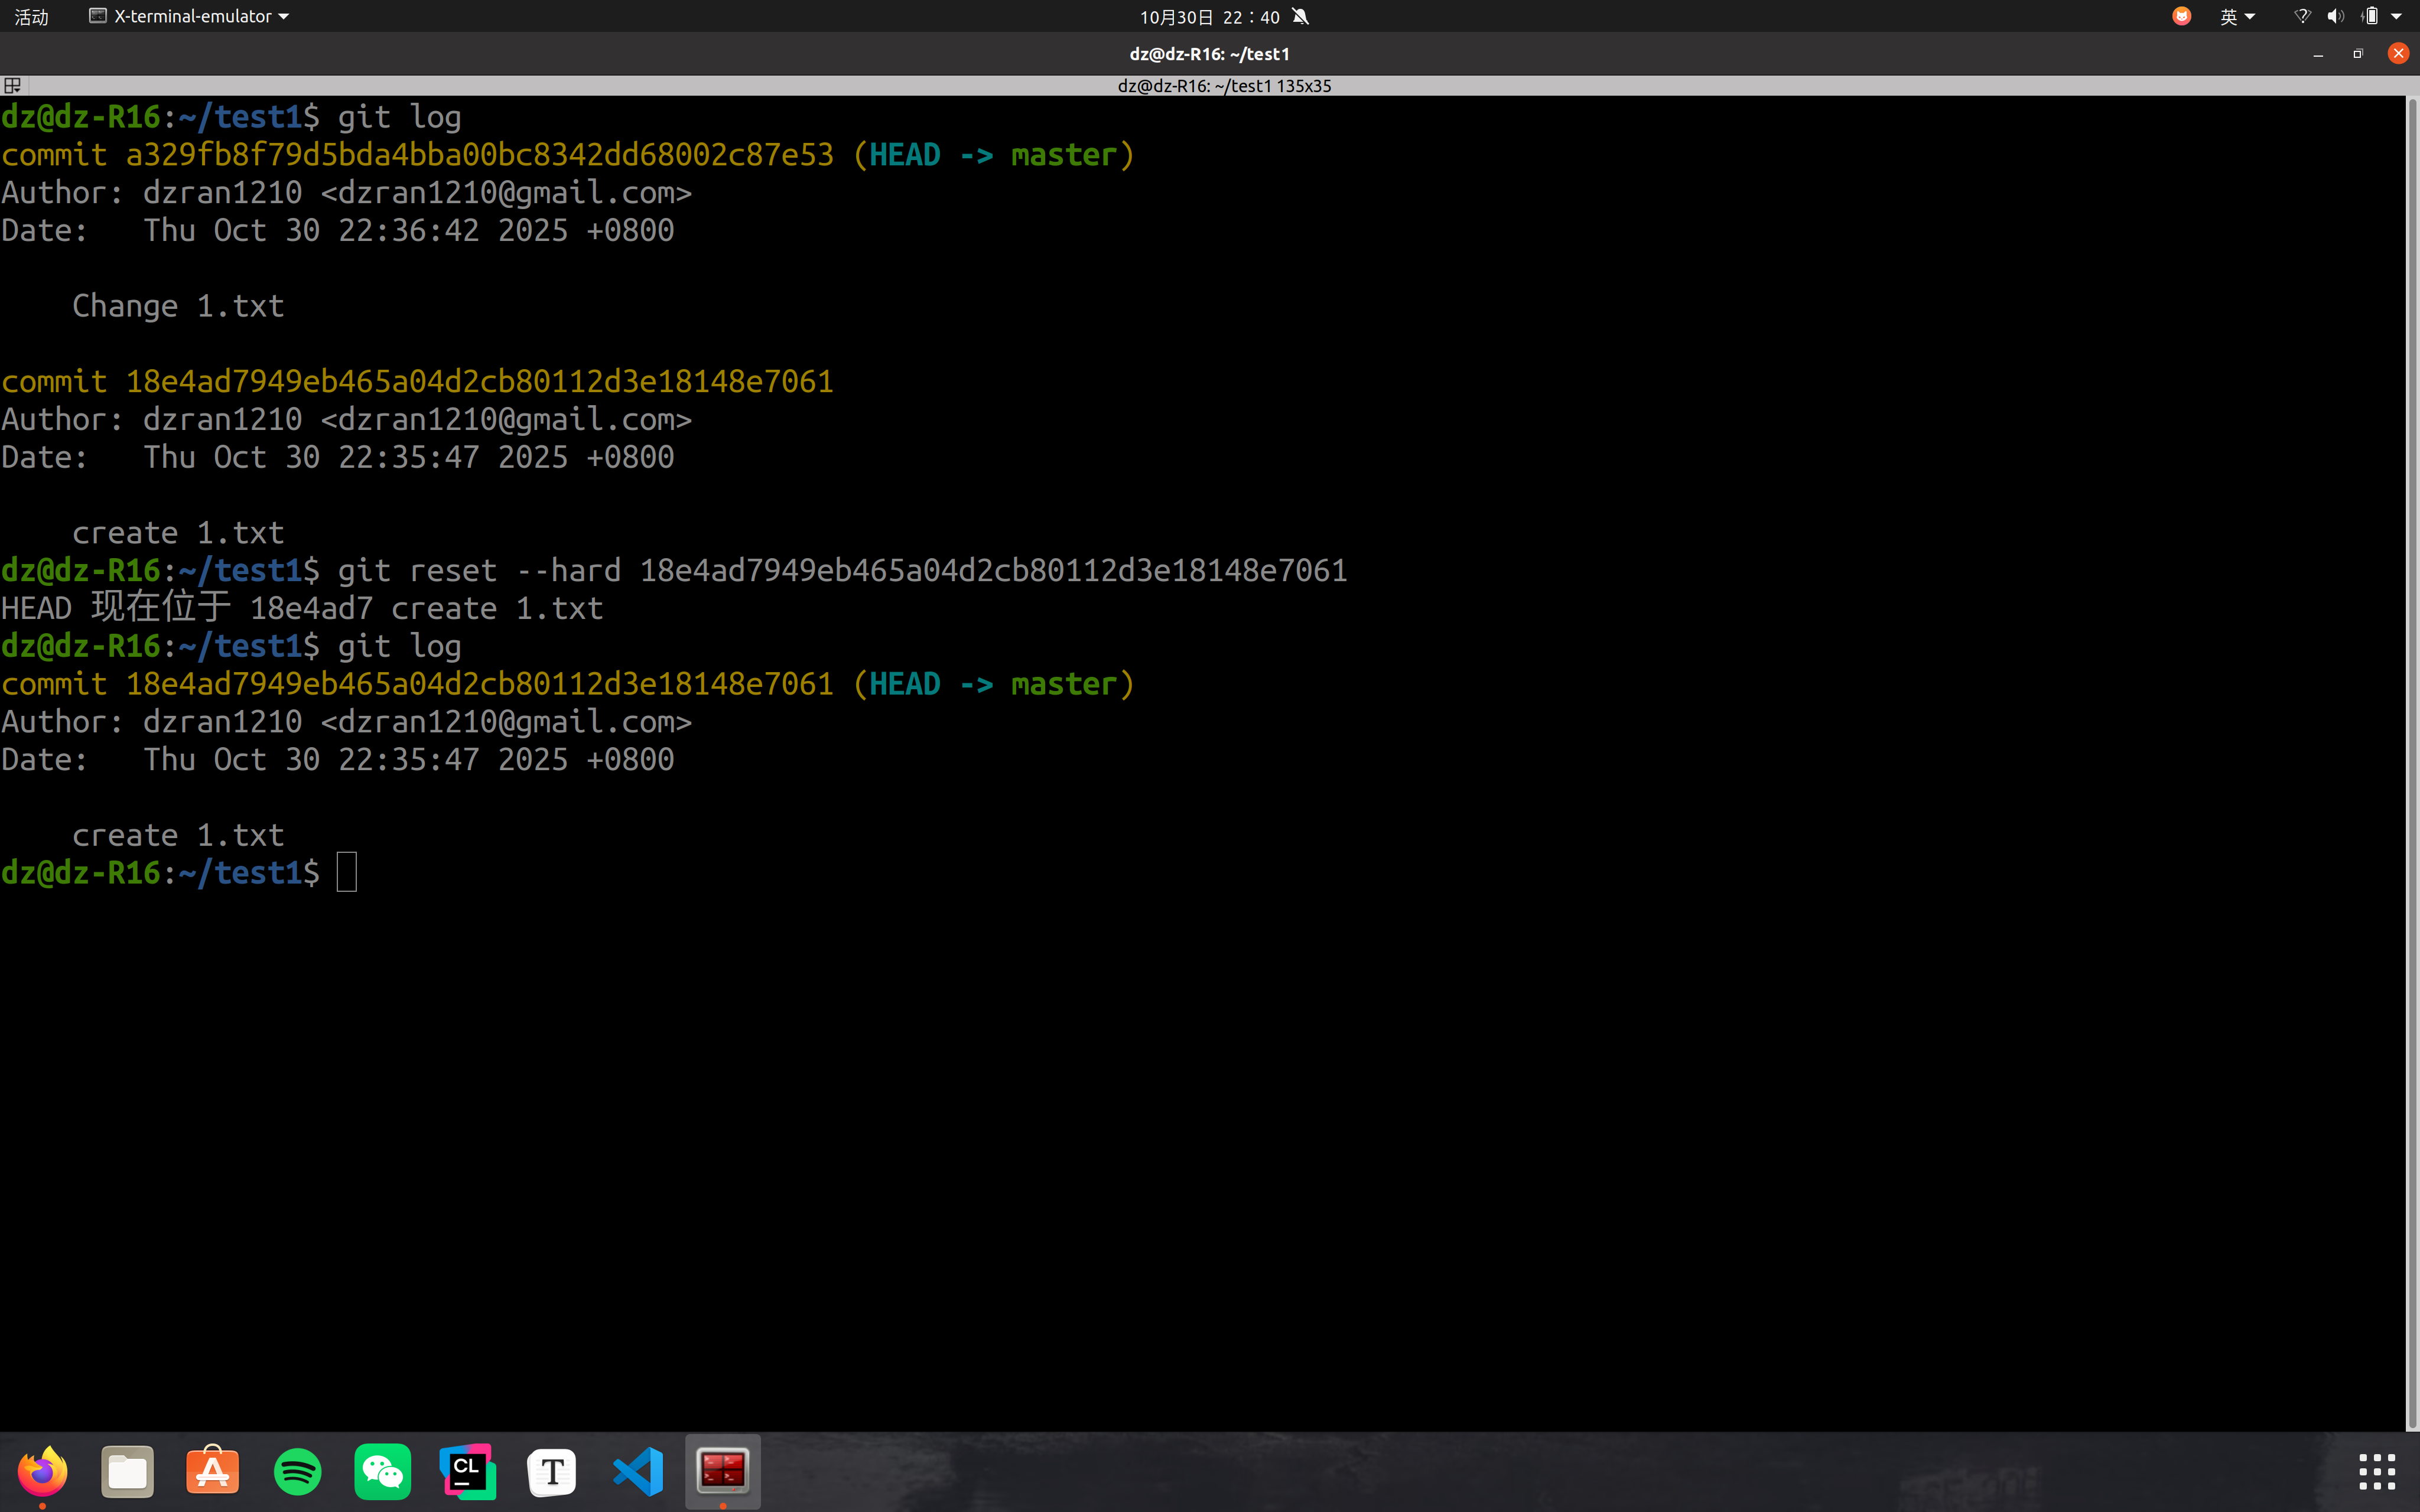 活动 X-terminal-emulator 10月30日 22：40 英
dz@dz-R16: ~/test1
dz@dz-R16: ~/test1 135x35
dz@dz-R16:~/test1$ git log
commit a329fb8f79d5bda4bba00bc8342dd68002c87e53 (HEAD -> master)
Author: dzran1210 <dzran1210@gmail.com>
Date:   Thu Oct 30 22:36:42 2025 +0800
    Change 1.txt
commit 18e4ad7949eb465a04d2cb80112d3e18148e7061
Author: dzran1210 <dzran1210@gmail.com>
Date:   Thu Oct 30 22:35:47 2025 +0800
    create 1.txt
dz@dz-R16:~/test1$ git reset --hard 18e4ad7949eb465a04d2cb80112d3e18148e7061
HEAD 现在位于 18e4ad7 create 1.txt
dz@dz-R16:~/test1$ git log
commit 18e4ad7949eb465a04d2cb80112d3e18148e7061 (HEAD -> master)
Author: dzran1210 <dzran1210@gmail.com>
Date:   Thu Oct 30 22:35:47 2025 +0800
    create 1.txt
dz@dz-R16:~/test1$
CL T